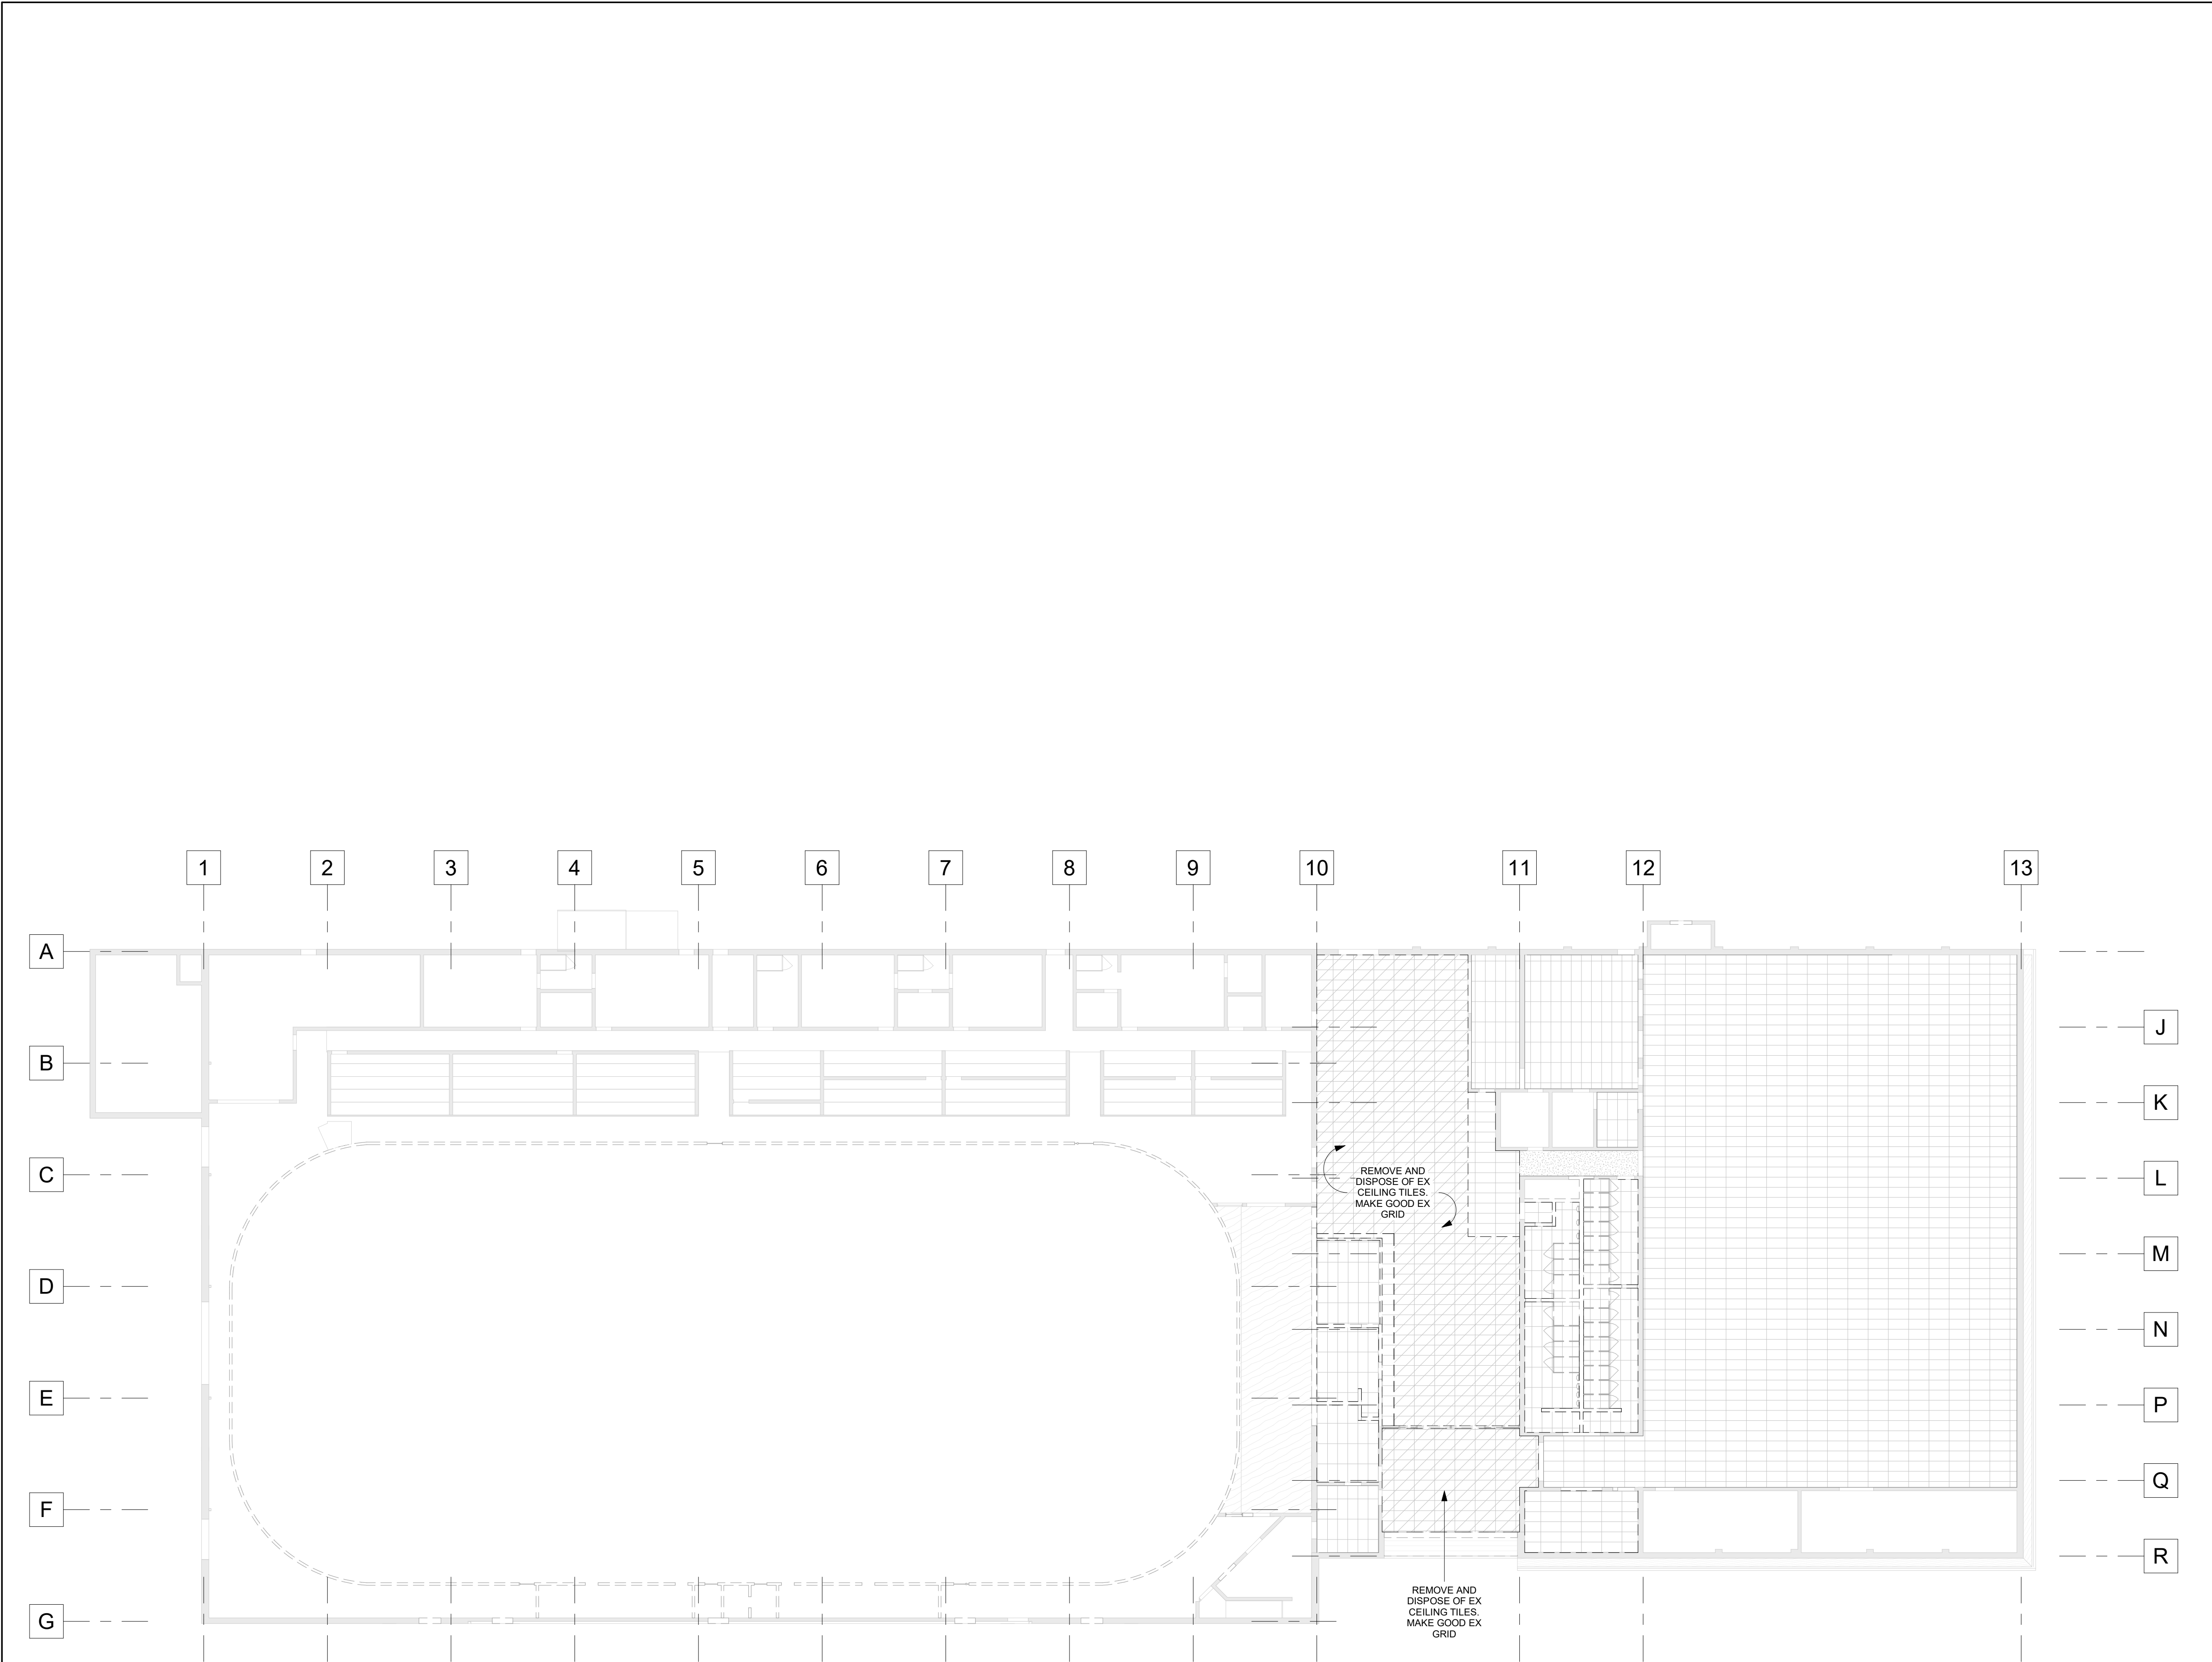 1 2 3 4 5 6 7 8 9 10 11 12 13
A
J
B
K
C
L
REMOVE AND
DISPOSE OF EX
CEILING TILES.
MAKE GOOD EX
GRID
M
D
N
E
P
Q
F
R
REMOVE AND
DISPOSE OF EX
CEILING TILES.
MAKE GOOD EX
GRID
G